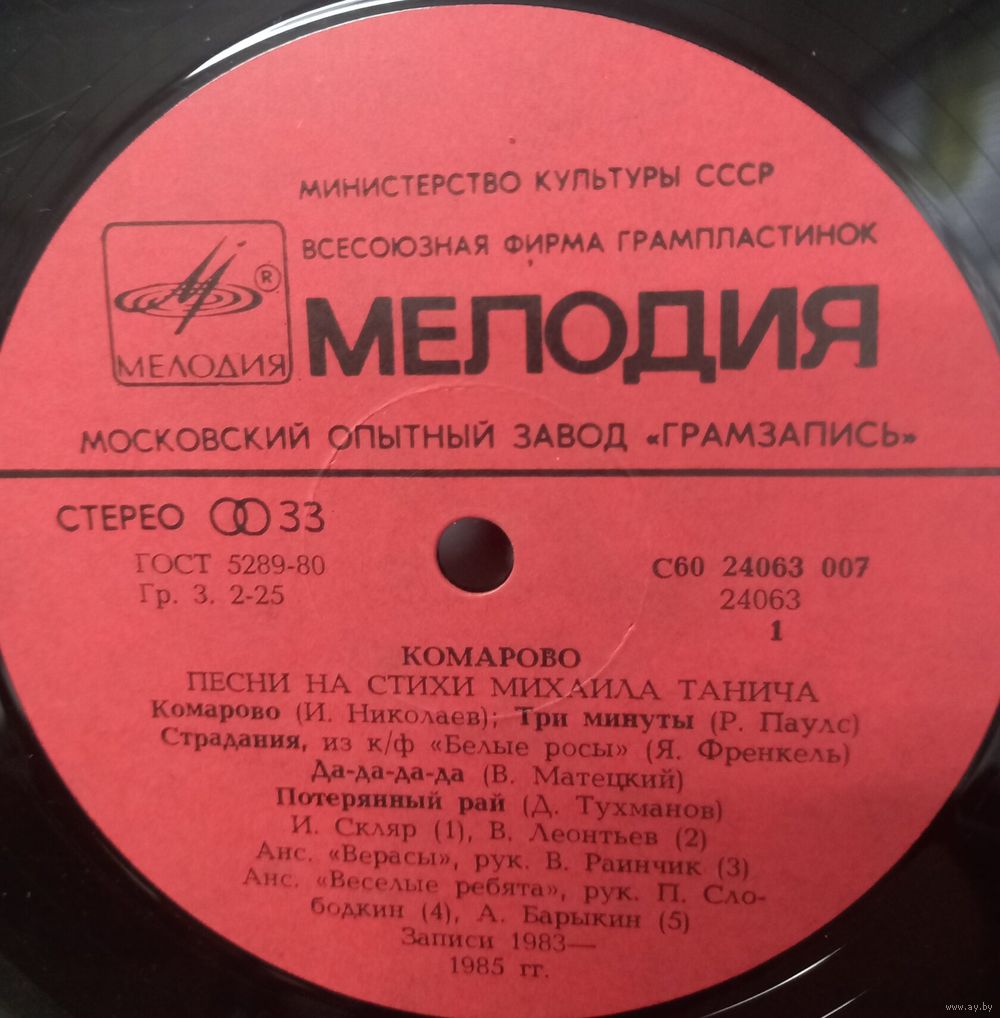 МИНИСТЕРСТВО КУЛЬТУРЫ СССР
ВСЕСОЮЗНАЯ ФИРМА ГРАМПЛАСТИНОК
®
МЕЛОДИЯ
МЕЛОДИЯ
МОСКОВСКИЙ ОПЫТНЫЙ ЗАВОД «ГРАМЗАПИСЬ»
СТЕРЕО 33
ГОСТ 5289-80
Гр. 3. 2-25
С60 24063 007
24063
1
КОМАРОВО
ПЕСНИ НА СТИХИ МИХАИЛА ТАНИЧА
Комарово (И. Николаев); Три минуты (Р. Паулс)
Страдания, из к/ф «Белые росы» (Я. Френкель)
Да-да-да-да (В. Матецкий)
Потерянный рай (Д. Тухманов)
И. Скляр (1), В. Леонтьев (2)
Анс. «Верасы», рук. В. Раинчик (3)
Анс. «Веселые ребята», рук. П. Сло-
бодкин (4), А. Барыкин (5)
Записи 1983—
1985 гг.
www.ay.by